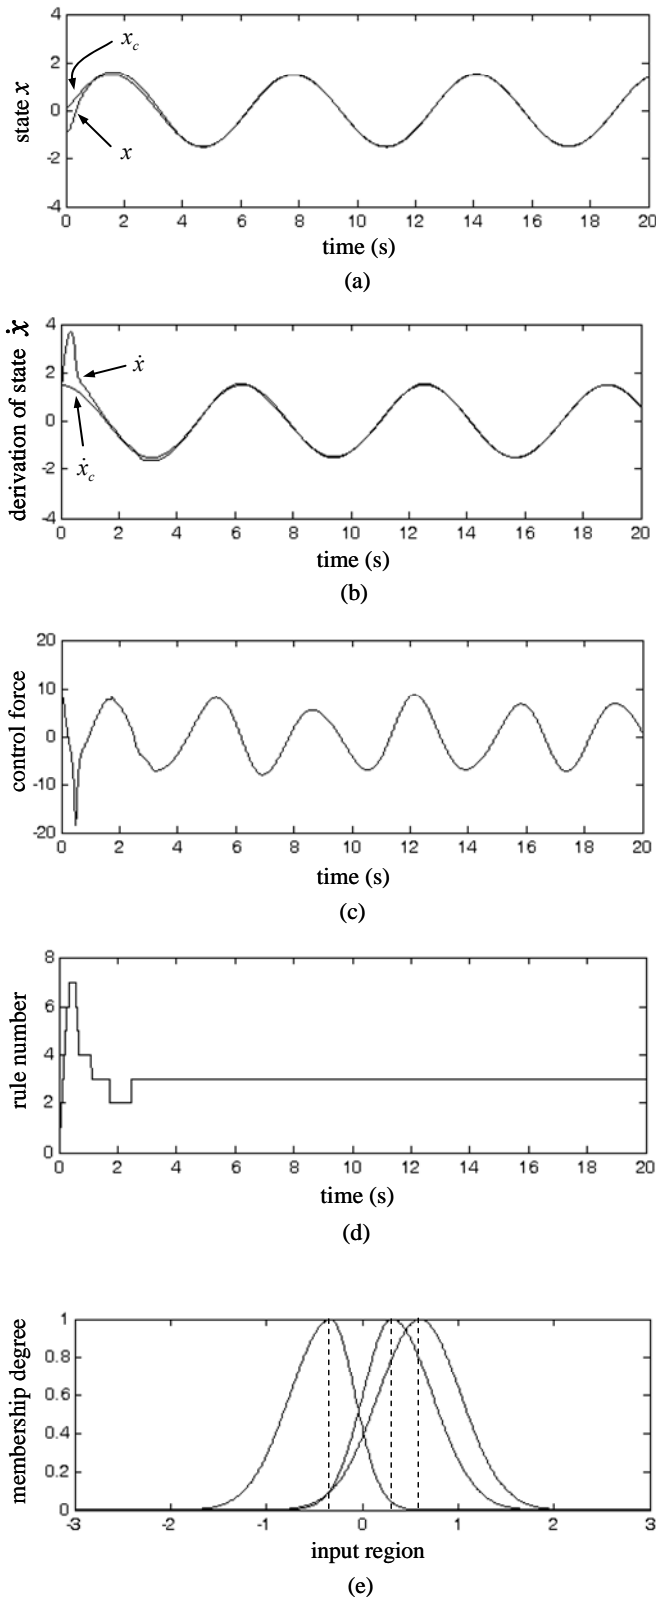 4
2
0
-2
-4
state x
x_c
x
0 2 4 6 8 10 12 14 16 18 20
time (s)
(a)
4
2
0
-2
-4
derivation of state ẋ
ẋ
ẋ_c
0 2 4 6 8 10 12 14 16 18 20
time (s)
(b)
20
10
0
-10
-20
control force
0 2 4 6 8 10 12 14 16 18 20
time (s)
(c)
8
6
4
2
0
rule number
0 2 4 6 8 10 12 14 16 18 20
time (s)
(d)
1
0.8
0.6
0.4
0.2
0
membership degree
-3 -2 -1 0 1 2 3
input region
(e)